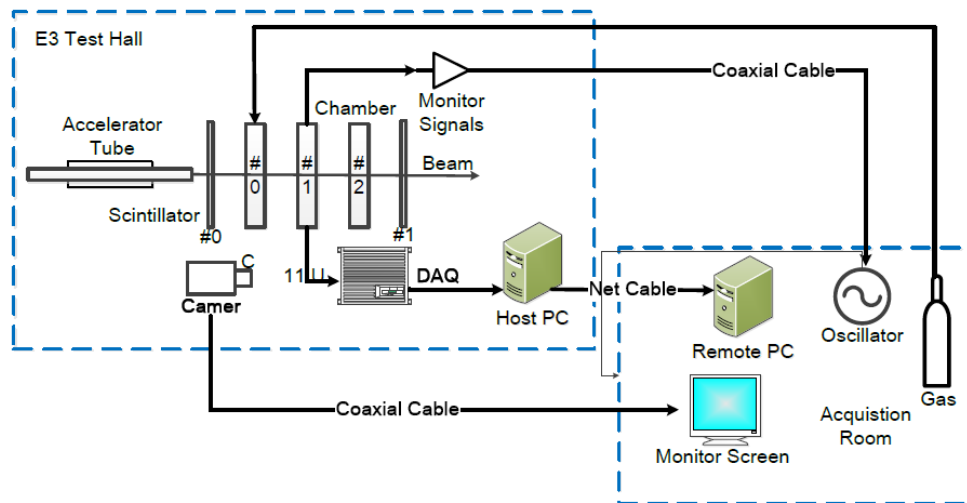 E3 Test Hall
Accelerator
Tube
Scintillator
#0
#
0
Chamber
#
1
#
2
#1
Monitor
Signals
Coaxial Cable
Beam
C
Camer
DAQ
Host PC
Net Cable
Remote PC
Oscillator
Gas
Coaxial Cable
Monitor Screen
Acquistion
Room